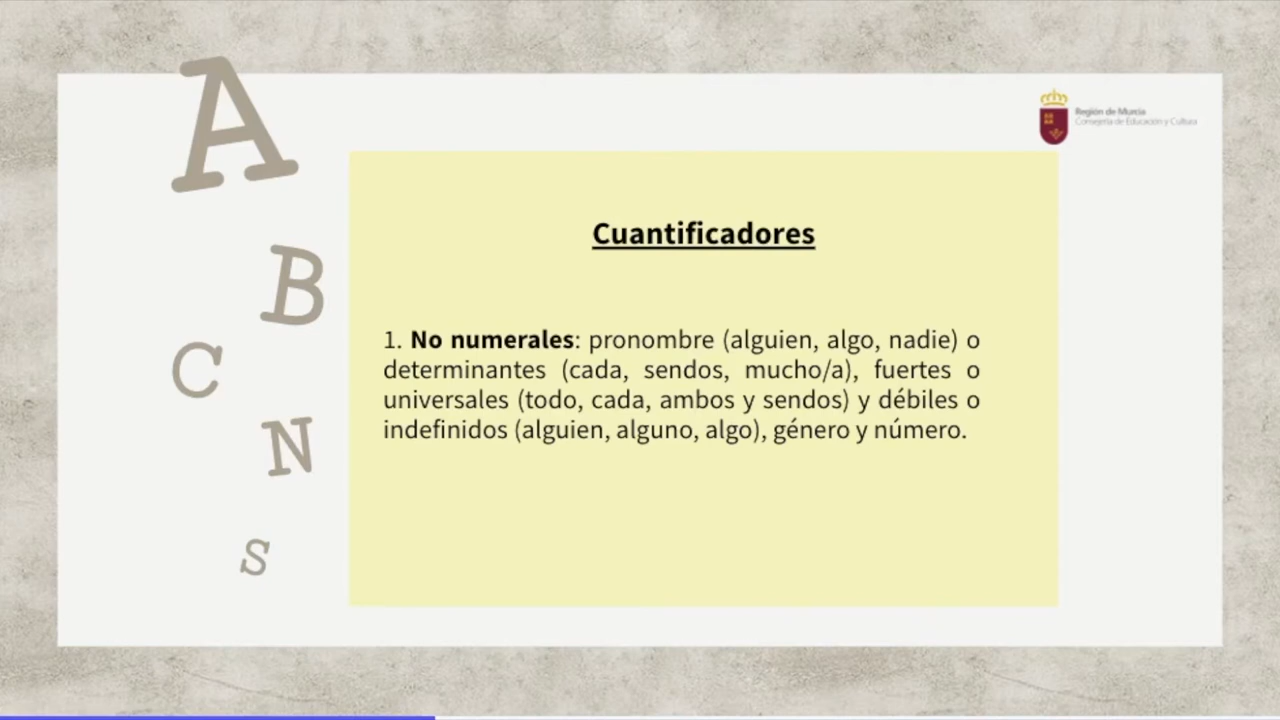 A
B
C
N
S
Región de Murcia
Consejería de Educación y Cultura
Cuantificadores
1. No numerales: pronombre (alguien, algo, nadie) o
determinantes (cada, sendos, mucho/a), fuertes o
universales (todo, cada, ambos y sendos) y débiles o
indefinidos (alguien, alguno, algo), género y número.